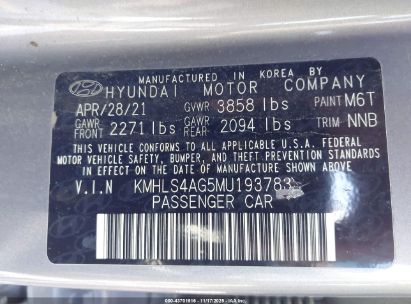 MANUFACTURED IN KOREA BY
HYUNDAI MOTOR COMPANY
APR/28/21 GVWR 3858 lbs PAINT M6T
GAWR FRONT 2271 lbs GAWR REAR 2094 lbs TRIM NNB
THIS VEHICLE CONFORMS TO ALL APPLICABLE U.S.A. FEDERAL
MOTOR VEHICLE SAFETY, BUMPER, AND THEFT PREVENTION
STANDARDS IN EFFECT ON THE DATE OF MANUFACTURE SHOWN ABOVE.
V.I.N KMHLS4AG5MU193783
PASSENGER CAR